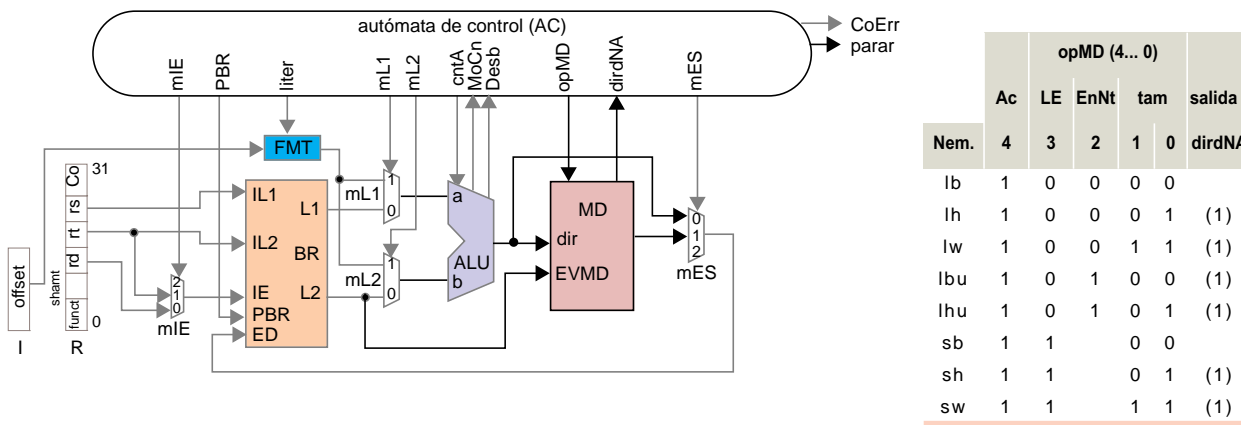 autómata de control (AC)
CoErr
parar
mIE
PBR
liter
mL1
mL2
cntA
MoCn
Desb
opMD
dirdNA
mES
FMT
Co
31
rs
rt
rd
shamt
funct
0
offset
I
R
2
1
0
mIE
IL1
L1
IL2
BR
IE
L2
PBR
ED
1
mL1
0
1
mL2
0
a
ALU
b
MD
dir
EVMD
0
1
2
mES
opMD (4... 0)
Ac LE EnNt tam salida
Nem. 4 3 2 1 0 dirdNA
lb 1 0 0 0 0
lh 1 0 0 0 1 (1)
lw 1 0 0 1 1 (1)
lbu 1 0 1 0 0 (1)
lhu 1 0 1 0 1 (1)
sb 1 1 0 0
sh 1 1 0 1 (1)
sw 1 1 1 1 (1)